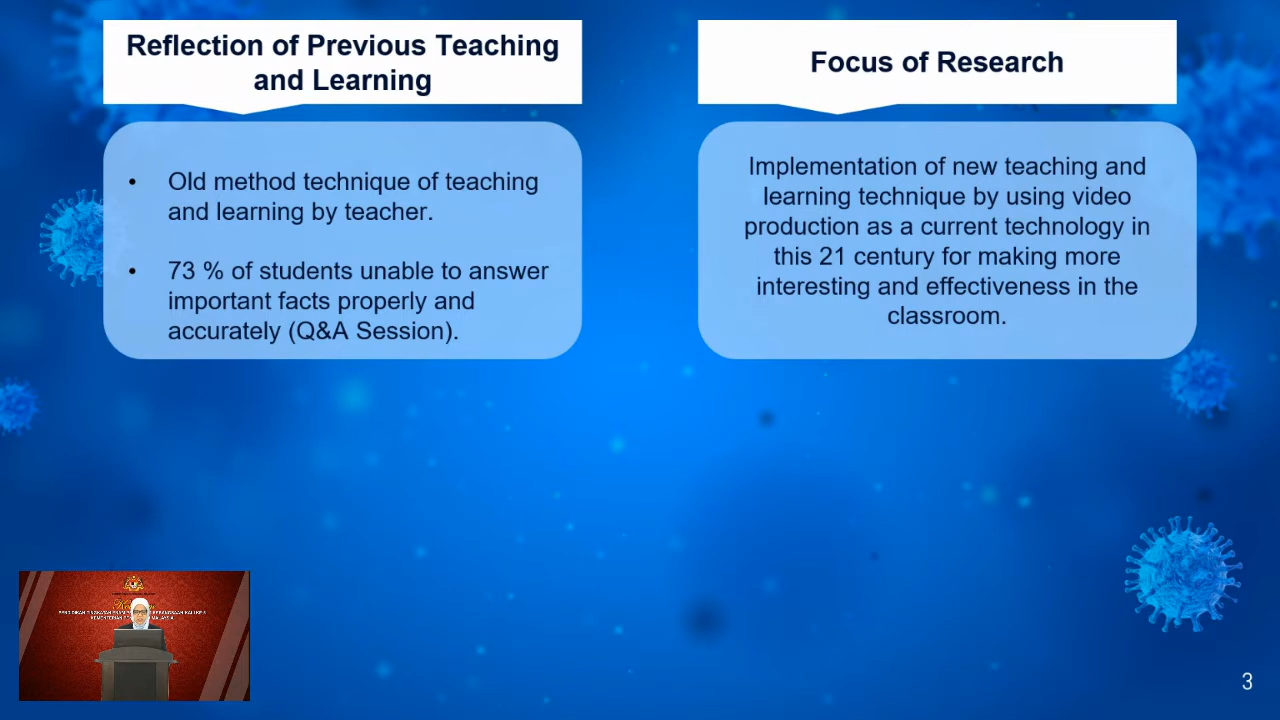 Reflection of Previous Teaching
and Learning
• Old method technique of teaching
and learning by teacher.
• 73 % of students unable to answer
important facts properly and
accurately (Q&A Session).
Focus of Research
Implementation of new teaching and
learning technique by using video
production as a current technology in
this 21 century for making more
interesting and effectiveness in the
classroom.
KEMENTERIAN
MALAYSIA
3